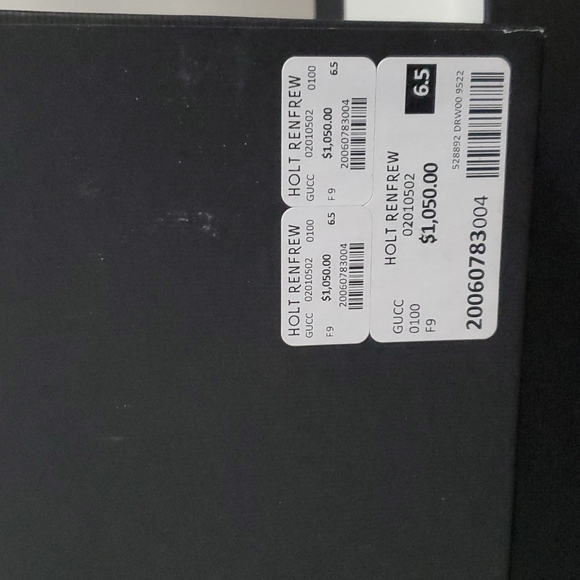 HOLT RENFREW
GUCC 02010502 0100
$1,050.00 6.5
F9
20060783004
HOLT RENFREW
GUCC 02010502 0100
$1,050.00 6.5
F9
20060783004
GUCC HOLT RENFREW 6.5
0100 02010502
F9 $1,050.00
528892 DRW00 9522
20060783004